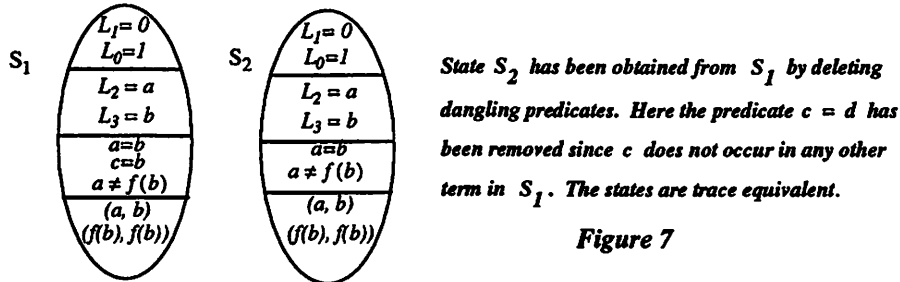 S1
L1= 0
L0=1
L2 = a
L3 = b
a=b
c=b
a ≠ f(b)
(a, b)
(f(b), f(b))
S2
L1= 0
L0=1
L2 = a
L3 = b
a=b
a ≠ f(b)
(a, b)
(f(b), f(b))
State S2 has been obtained from S1 by deleting
dangling predicates. Here the predicate c = d has
been removed since c does not occur in any other
term in S1. The states are trace equivalent.
Figure 7